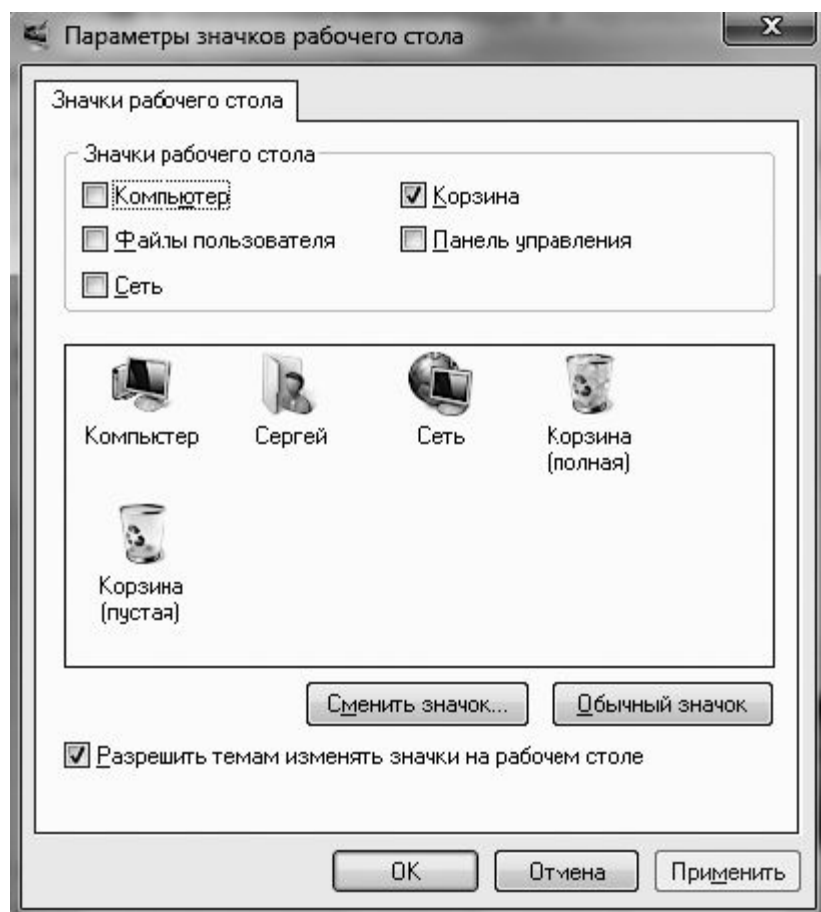 Параметры значков рабочего стола
Значки рабочего стола
Значки рабочего стола
Компьютер
Корзина
Файлы пользователя
Панель управления
Сеть
Компьютер
Сергей
Сеть
Корзина
(полная)
Корзина
(пустая)
Сменить значок...
Обычный значок
Разрешить темам изменять значки на рабочем столе
OK
Отмена
Применить